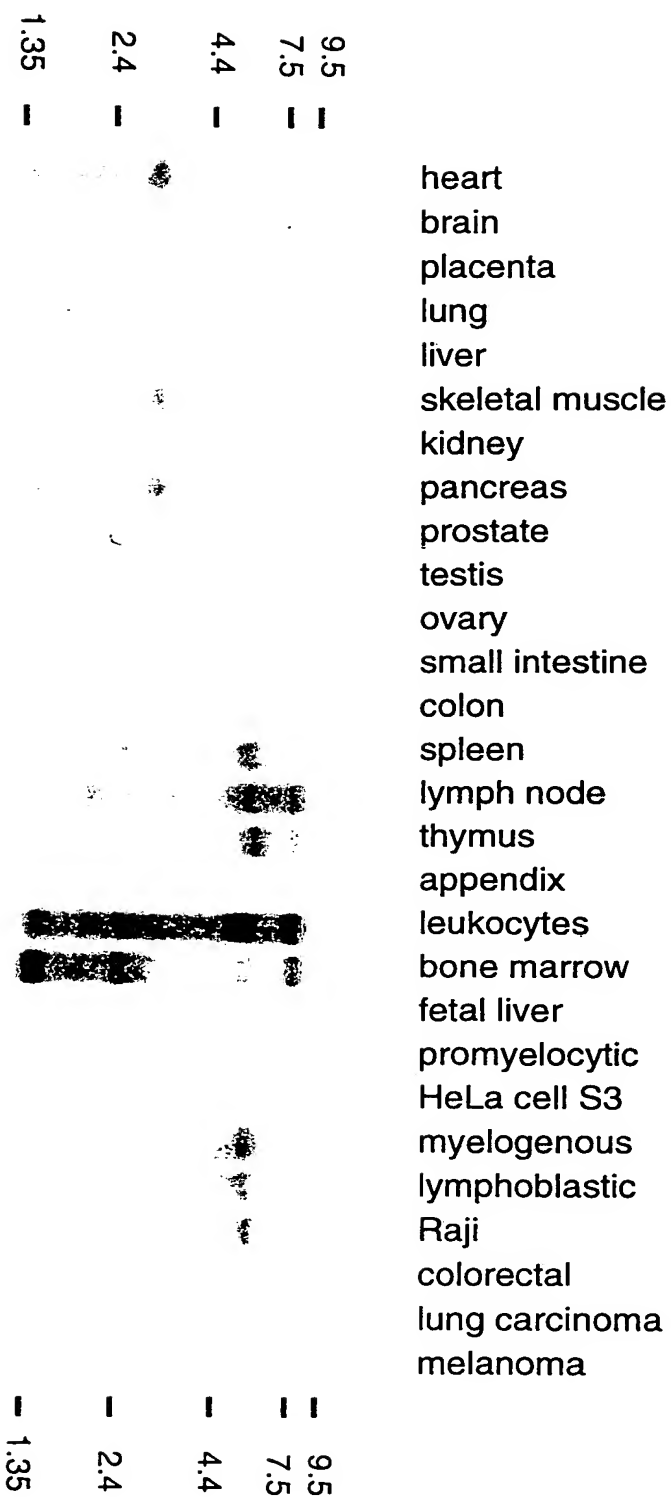 1.35 2.4 4.4 7.5 9.5
heart
brain
placenta
lung
liver
skeletal muscle
kidney
pancreas
prostate
testis
ovary
small intestine
colon
spleen
lymph node
thymus
appendix
leukocytes
bone marrow
fetal liver
promyelocytic
HeLa cell S3
myelogenous
lymphoblastic
Raji
colorectal
lung carcinoma
melanoma
1.35 2.4 4.4 7.5 9.5